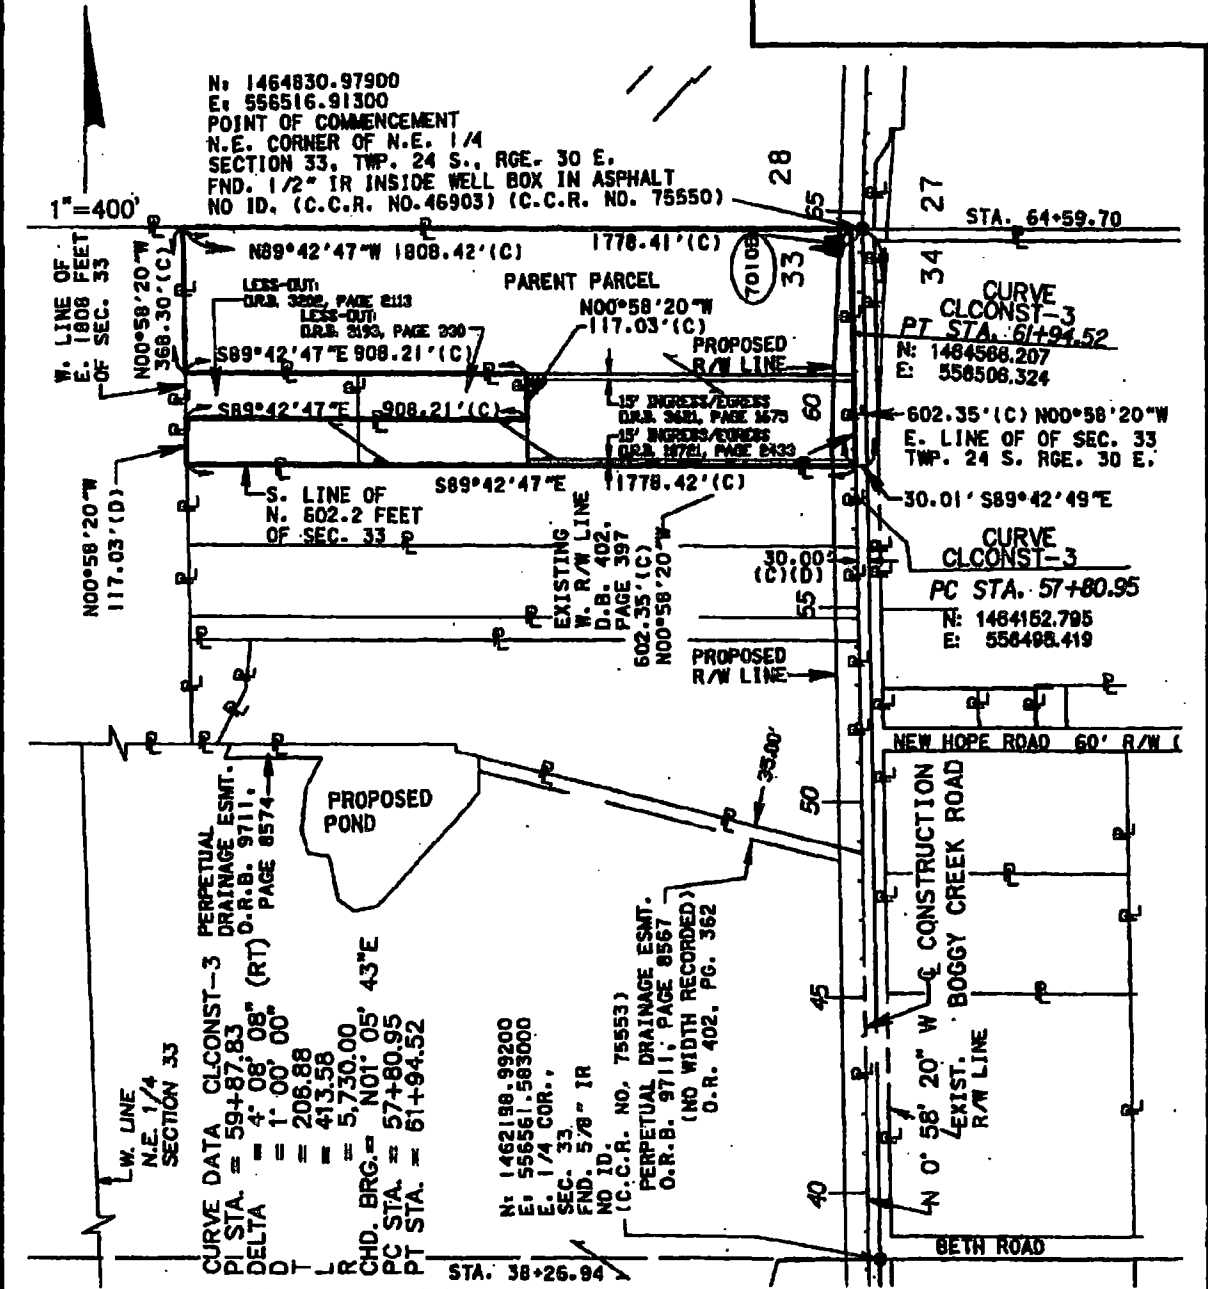 N: 1464830.97900
E: 556516.91300
POINT OF COMMENCEMENT
N.E. CORNER OF N.E. 1/4
SECTION 33, TWP. 24 S., RGE. 30 E.
FND. 1/2" IR INSIDE WELL BOX IN ASPHALT
NO ID. (C.C.R. NO.46903) (C.C.R. NO. 75550)
1"=400'
28
27
65
STA. 64+59.70
N89°42'47"W 1808.42'(C)
1778.41'(C)
70108
33
34
W. LINE OF
E. 1808 FEET
OF SEC. 33
N00°58'20"W
368.30'(C)
LESS-OUT:
O.R.B. 3202, PAGE 2113
LESS-OUT:
O.R.B. 3193, PAGE 330
PARENT PARCEL
N00°58'20"W
117.03'(C)
PROPOSED
R/W LINE
CURVE
CLCONST-3
PT STA. 61+94.52
N: 1464566.207
E: 556506.324
S89°42'47"E 908.21'(C)
S89°42'47"E 908.21'(C)
15' INGRESS/EGRESS
O.R.B. 3621, PAGE 1675
15' INGRESS/EGRESS
60
602.35'(C) N00°58'20"W
E. LINE OF OF SEC. 33
TWP. 24 S. RGE. 30 E.
N00°58'20"W
117.03'(D)
S. LINE OF
N. 602.2 FEET
OF SEC. 33
S89°42'47"E 1778.42'(C)
30.01' S89°42'49"E
EXISTING
W. R/W LINE
D.B. 402,
PAGE 397
602.35'(C)
N00°58'20"W
30.00'
(C)(D)
55
CURVE
CLCONST-3
PC STA. 57+80.95
N: 1464152.795
E: 556498.419
PROPOSED
R/W LINE
NEW HOPE ROAD 60' R/W (
PERPETUAL
DRAINAGE ESMT.
O.R.B. 9711,
PAGE 8574
PROPOSED
POND
35.00'
50
₵ CONSTRUCTION
BOGGY CREEK ROAD
45
N 0° 58' 20" W
EXIST.
R/W LINE
W. LINE
N.E. 1/4
SECTION 33
CURVE DATA CLCONST-3
PI STA. = 59+87.83
DELTA = 4° 08' 08" (RT)
D = 1° 00' 00"
T = 206.88
L = 413.58
R = 5,730.00
CHD. BRG.= N01° 05' 43"E
PC STA. = 57+80.95
PT STA. = 61+94.52
N: 1462198.99200
E: 556561.583000
E. 1/4 COR.,
SEC. 33
FND. 5/8" IR
NO ID.
(C.C.R. NO. 75553)
PERPETUAL DRAINAGE ESMT.
O.R.B. 9711, PAGE 8567
(NO WIDTH RECORDED)
O.R. 402, PG. 362
40
BETH ROAD
STA. 38+26.94